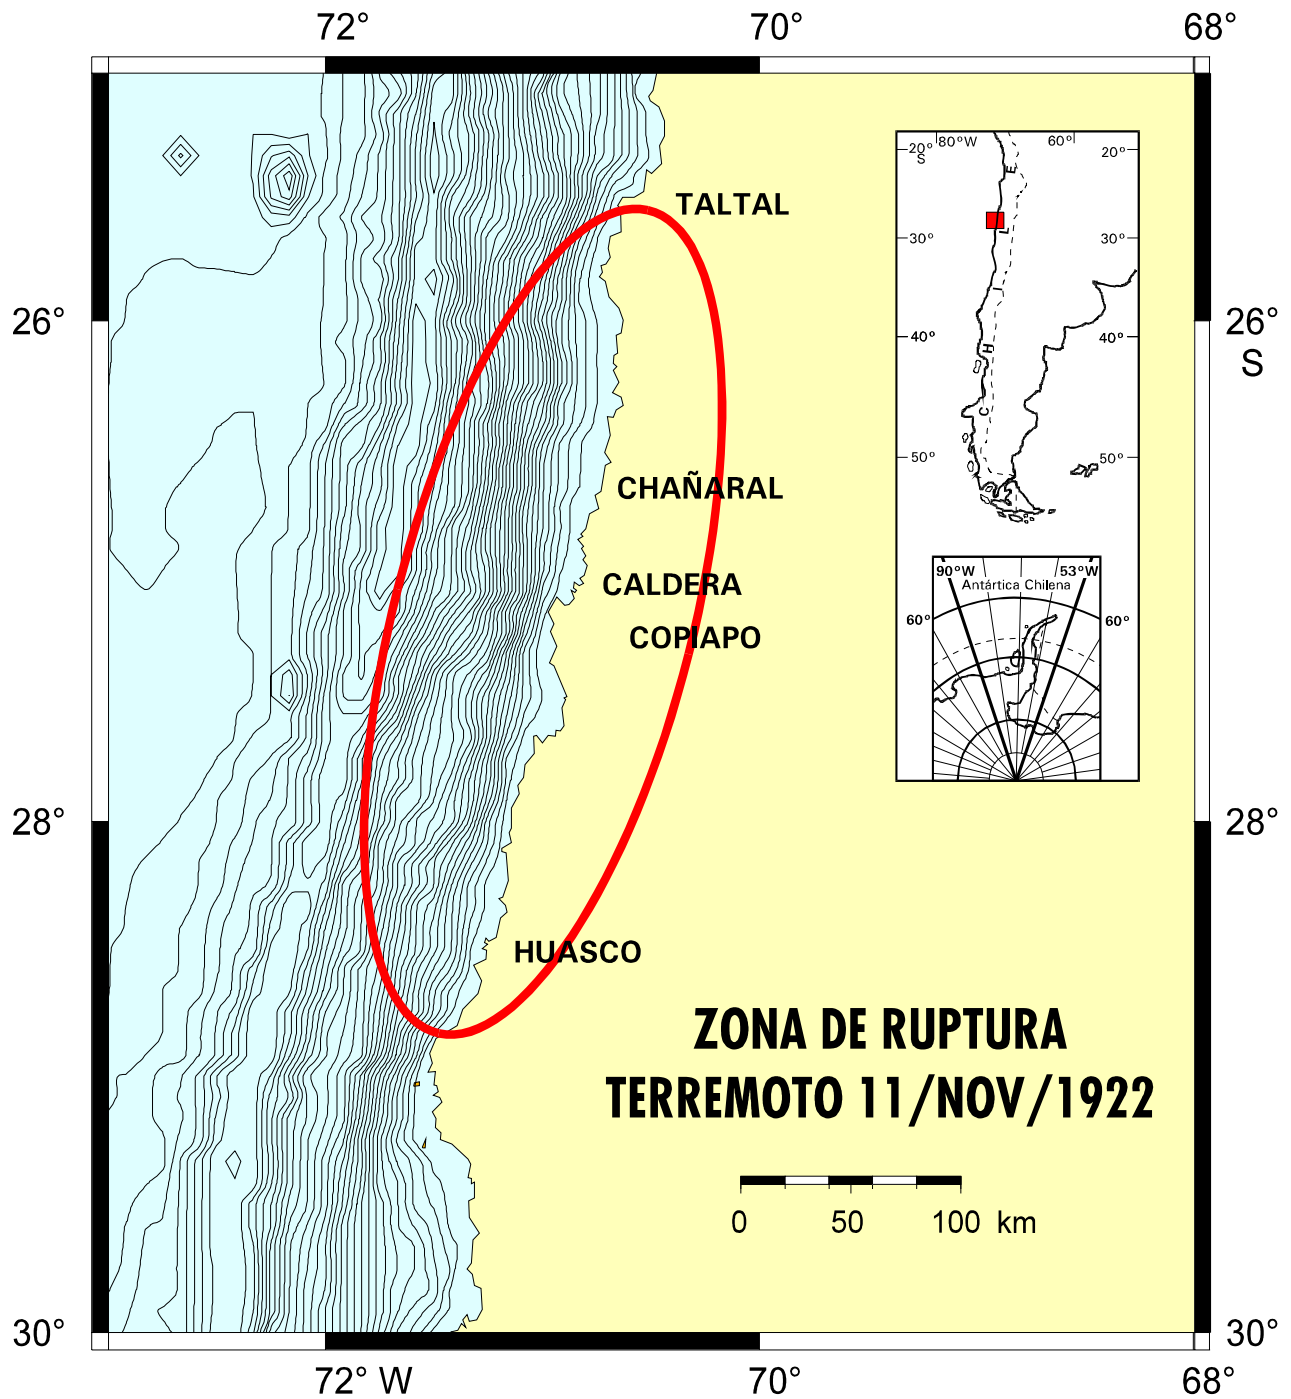 72°
70°
68°
TALTAL
20°
S
80°W
60°
20°
30°
30°
40°
40°
50°
50°
C H I L E
26°
26°
S
CHAÑARAL
CALDERA
COPIAPO
90°W
53°W
Antártica Chilena
60°
60°
28°
28°
HUASCO
ZONA DE RUPTURA
TERREMOTO 11/NOV/1922
0 50 100 km
30°
30°
72° W
70°
68°